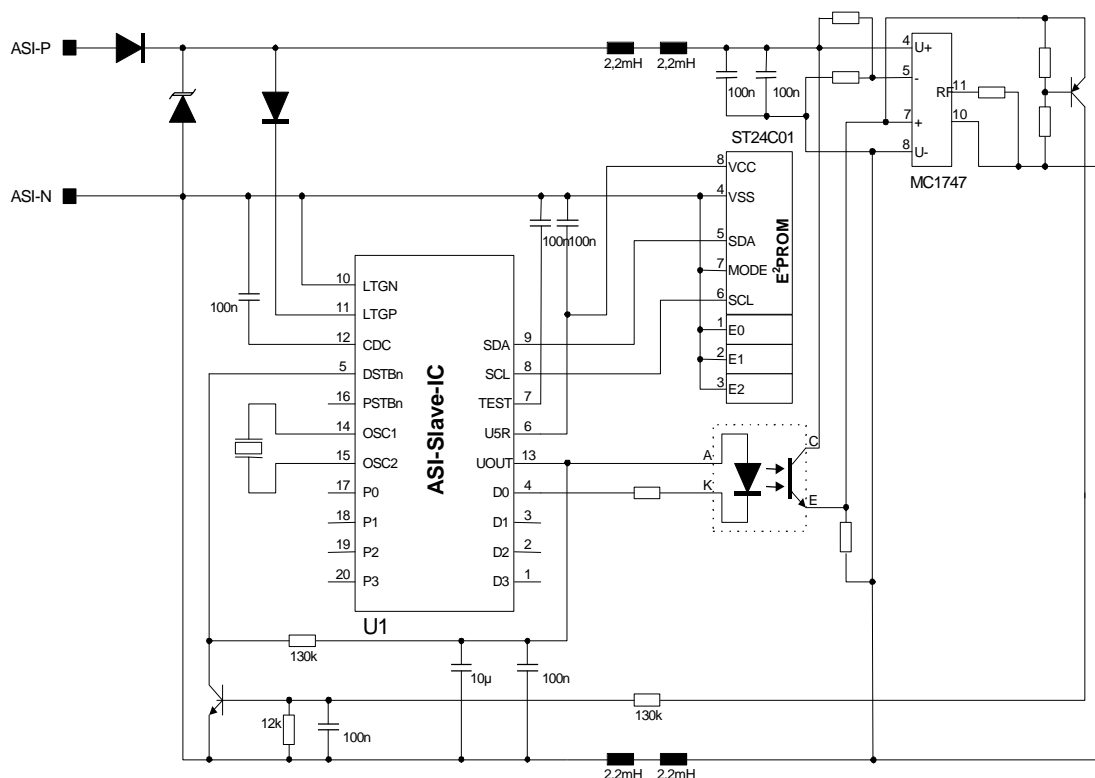 ASI-P
2,2mH 2,2mH
100n 100n
4 U+
5 -
RF 11
7 +
10
8 U-
MC1747
ST24C01
ASI-N
8 VCC
4 VSS
5 SDA
7 MODE
6 SCL
1 E0
2 E1
3 E2
E²PROM
100n 100n
100n
10 LTGN
11 LTGP
12 CDC
5 DSTBn
16 PSTBn
14 OSC1
15 OSC2
17 P0
18 P1
19 P2
20 P3
ASI-Slave-IC
SDA 9
SCL 8
TEST 7
U5R 6
UOUT 13
D0 4
D1 3
D2 2
D3 1
U1
A
K
C
E
130k
10µ
100n
12k
100n
130k
2,2mH 2,2mH